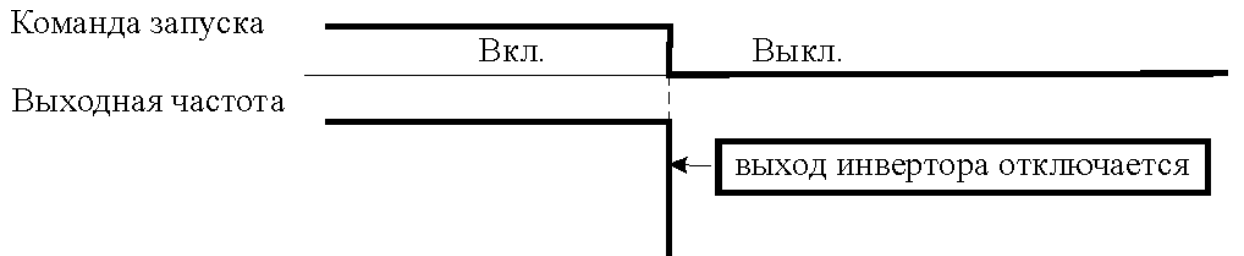 Команда запуска
Вкл.
Выкл.
Выходная частота
выход инвертора отключается